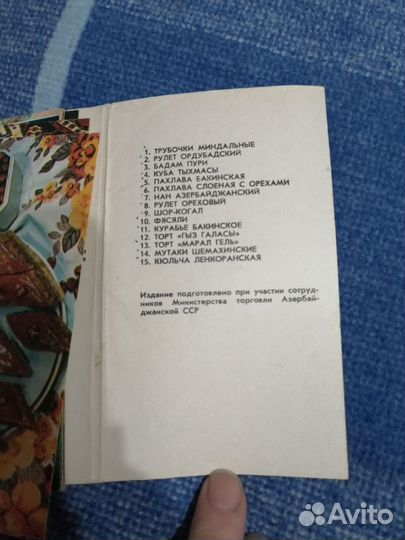 1. ТРУБОЧКИ МИНДАЛЬНЫЕ
2. РУЛЕТ ОРДУБАДСКИЙ
3. БАДАМ ПУРИ
4. КУБА ТЫХМАСЫ
5. ПАХЛАВА БАКИНСКАЯ
6. ПАХЛАВА СЛОЕНАЯ С ОРЕХАМИ
7. НАН АЗЕРБАЙДЖАНСКИЙ
8. РУЛЕТ ОРЕХОВЫЙ
9. ШОР-КОГАЛ
10. ФЯСЯЛИ
11. КУРАБЬЕ БАКИНСКОЕ
12. ТОРТ «ГЫЗ ГАЛАСЫ»
13. ТОРТ «МАРАЛ ГЕЛЬ»
14. МУТАКИ ШЕМАХИНСКИЕ
15. КЮЛЬЧА ЛЕНКОРАНСКАЯ
Издание подготовлено при участии сотруд-
ников Министерства торговли Азербай-
джанской ССР
Avito